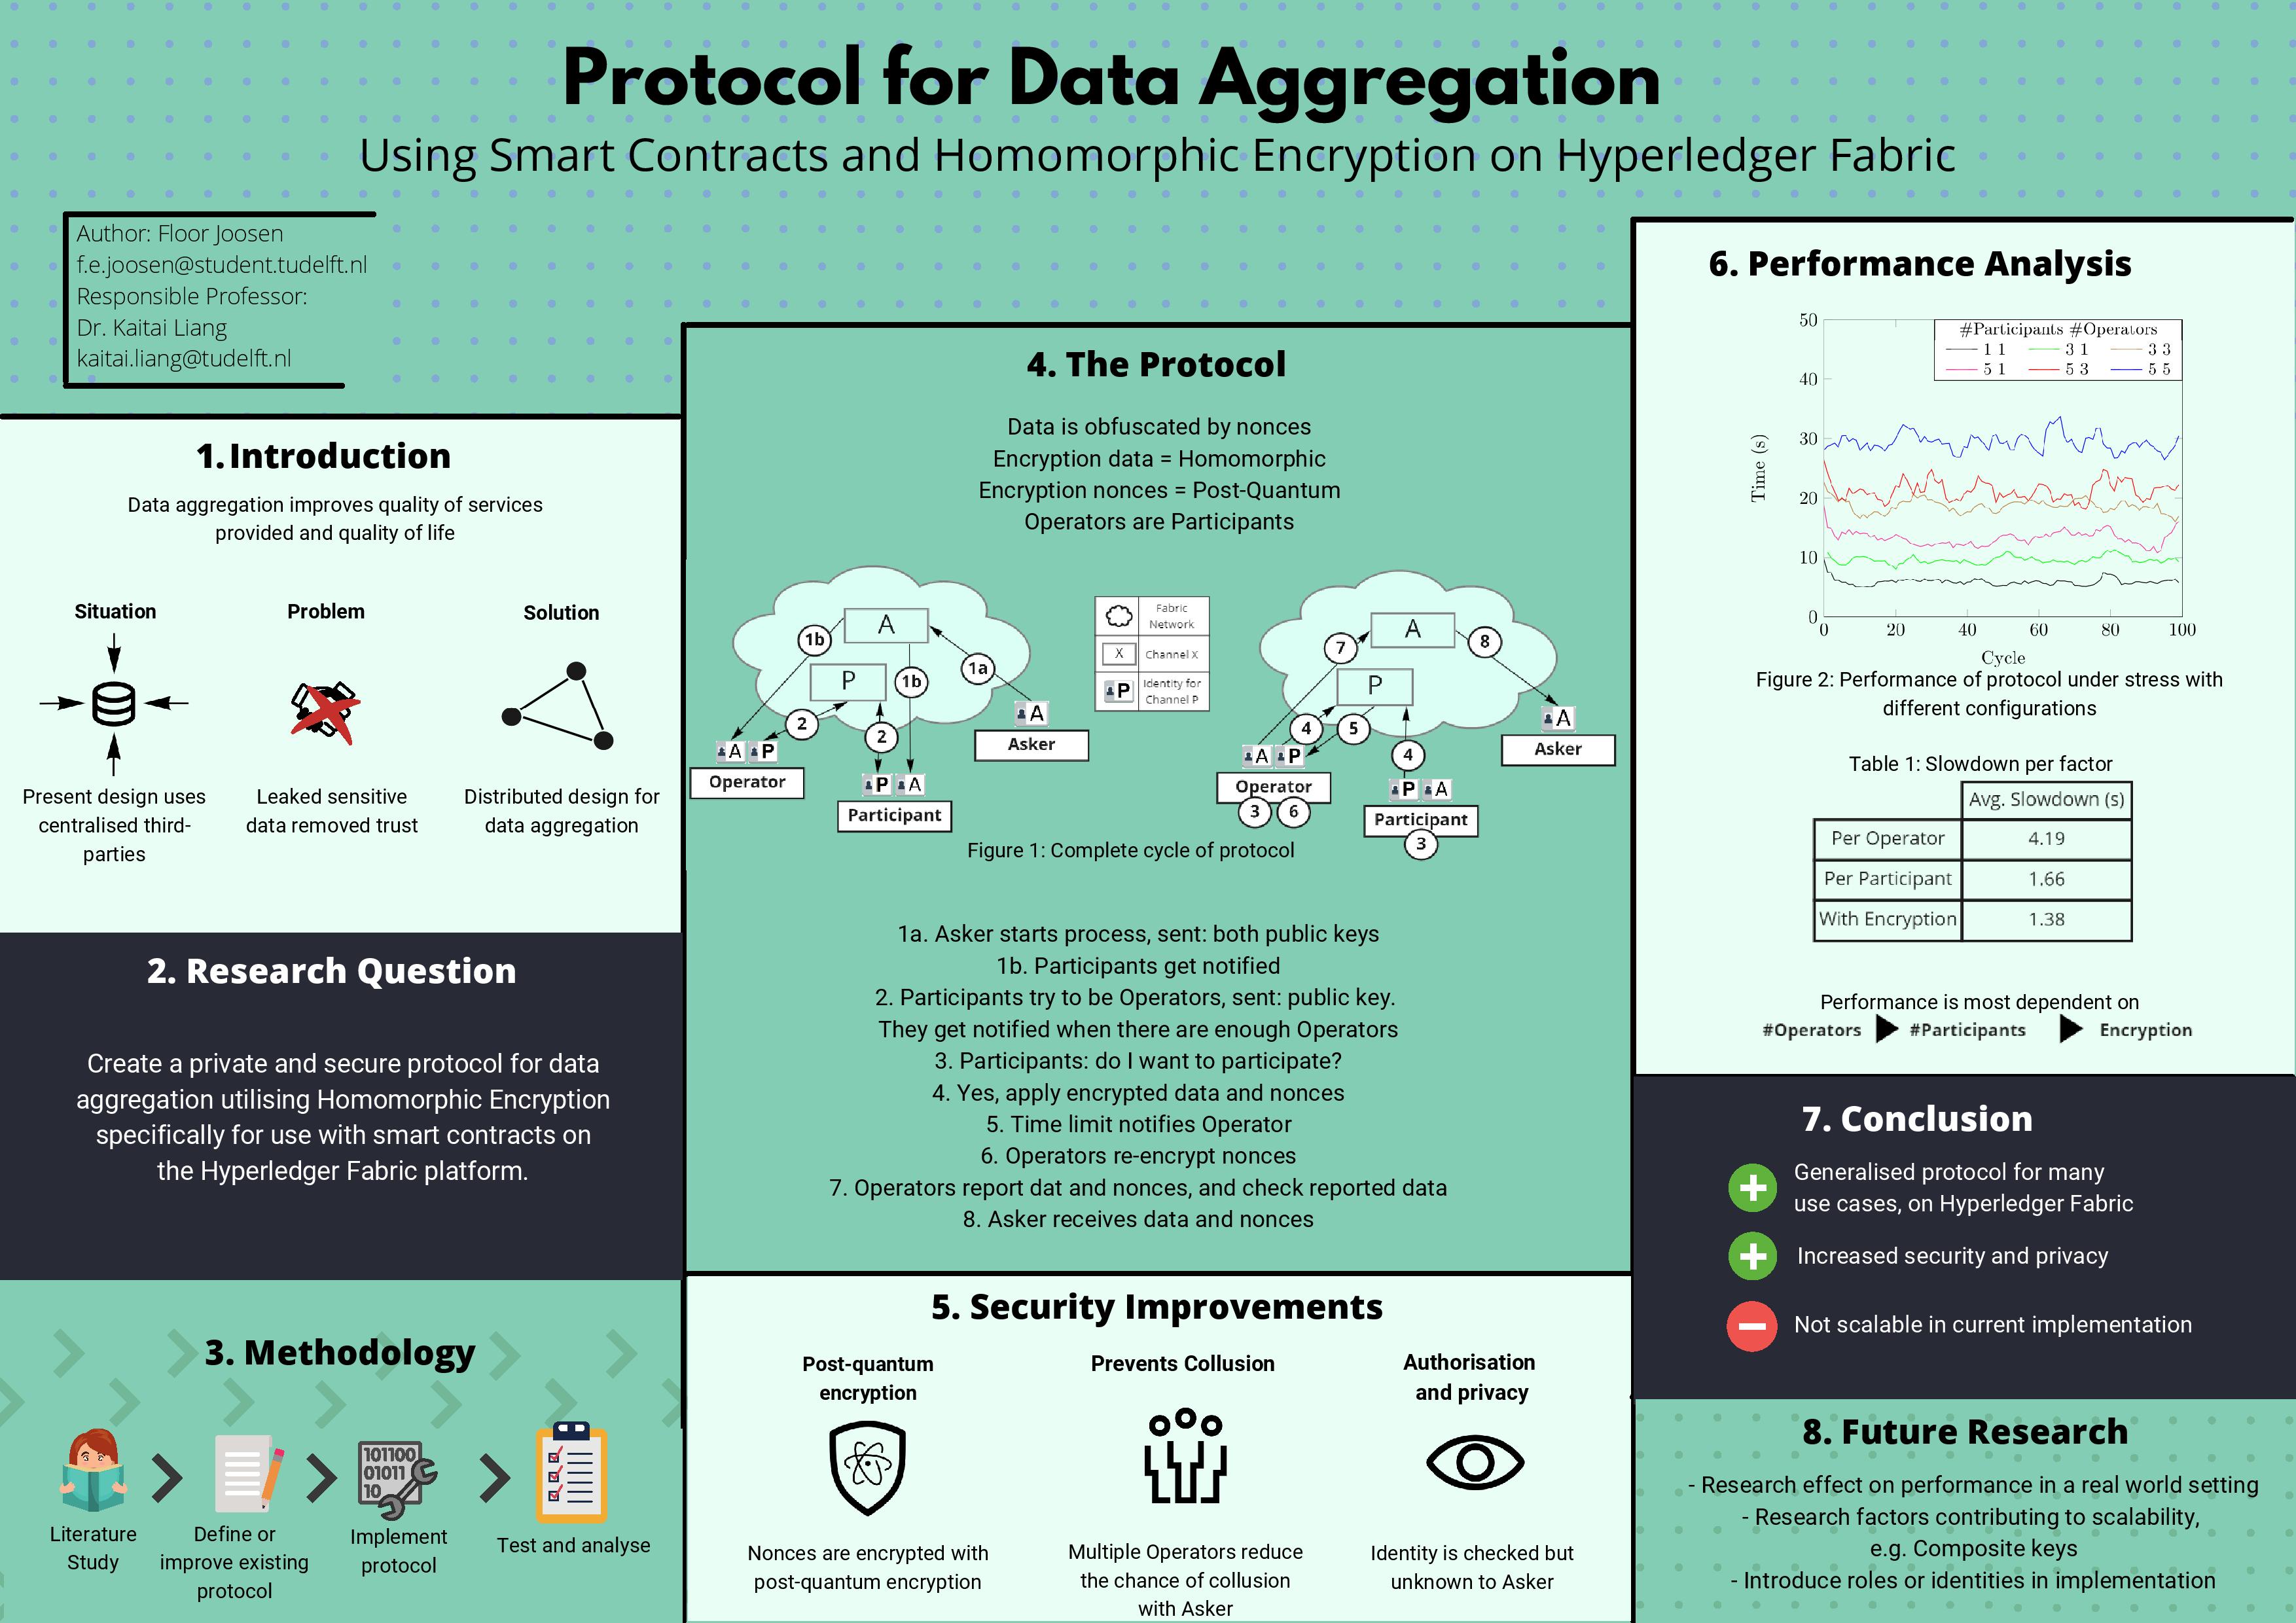 Protocol for Data Aggregation
Using Smart Contracts and Homomorphic Encryption on Hyperledger Fabric
Author: Floor Joosen
f.e.joosen@student.tudelft.nl
Responsible Professor:
Dr. Kaitai Liang
kaitai.liang@tudelft.nl
1. Introduction
Data aggregation improves quality of services
provided and quality of life
Situation
Present design uses
centralised third-
parties
Problem
Leaked sensitive
data removed trust
Solution
Distributed design for
data aggregation
2. Research Question
Create a private and secure protocol for data
aggregation utilising Homomorphic Encryption
specifically for use with smart contracts on
the Hyperledger Fabric platform.
3. Methodology
101100
01011
10
Literature
Study
Define or
improve existing
protocol
Implement
protocol
Test and analyse
4. The Protocol
Data is obfuscated by nonces
Encryption data = Homomorphic
Encryption nonces = Post-Quantum
Operators are Participants
A
1b
P
1b
1a
2
2
A
A P
Asker
Operator
P A
Participant
Fabric
Network
X
Channel X
P
Identity for
Channel P
A
7
8
P
4
5
A
A P
4
Asker
Operator
P A
3 6
Participant
3
Figure 1: Complete cycle of protocol
1a. Asker starts process, sent: both public keys
1b. Participants get notified
2. Participants try to be Operators, sent: public key.
They get notified when there are enough Operators
3. Participants: do I want to participate?
4. Yes, apply encrypted data and nonces
5. Time limit notifies Operator
6. Operators re-encrypt nonces
7. Operators report dat and nonces, and check reported data
8. Asker receives data and nonces
5. Security Improvements
Post-quantum
encryption
Nonces are encrypted with
post-quantum encryption
Prevents Collusion
Multiple Operators reduce
the chance of collusion
with Asker
Authorisation
and privacy
Identity is checked but
unknown to Asker
6. Performance Analysis
#Participants #Operators
1 1 3 1 3 3
5 1 5 3 5 5
50
40
30
20
10
0
Time (s)
0 20 40 60 80 100
Cycle
Figure 2: Performance of protocol under stress with
different configurations
Table 1: Slowdown per factor
Avg. Slowdown (s)
Per Operator 4.19
Per Participant 1.66
With Encryption 1.38
Performance is most dependent on
#Operators #Participants Encryption
7. Conclusion
Generalised protocol for many
use cases, on Hyperledger Fabric
Increased security and privacy
Not scalable in current implementation
8. Future Research
- Research effect on performance in a real world setting
- Research factors contributing to scalability,
e.g. Composite keys
- Introduce roles or identities in implementation